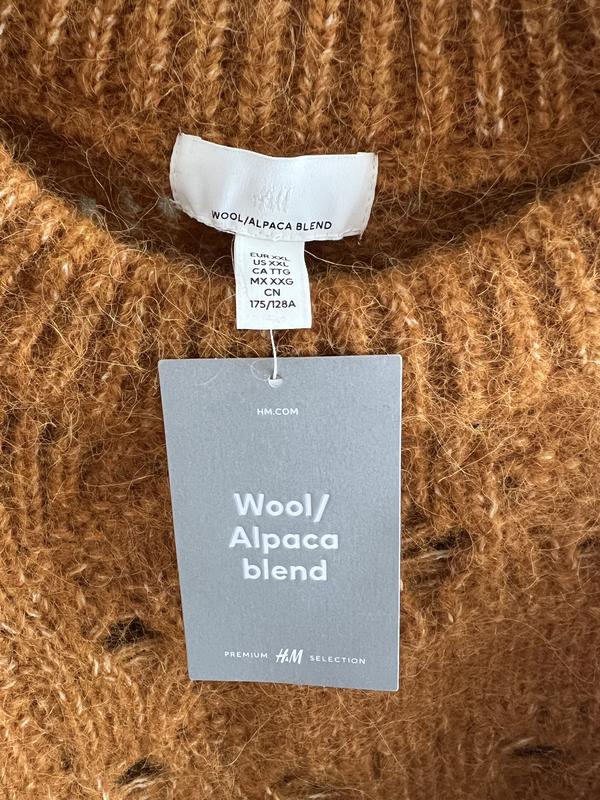 H&M
WOOL/ALPACA BLEND
EUR XXL
US XXL
CA TTG
MX XXG
CN
175/128A
HM.COM
Wool/
Alpaca
blend
PREMIUM H&M SELECTION